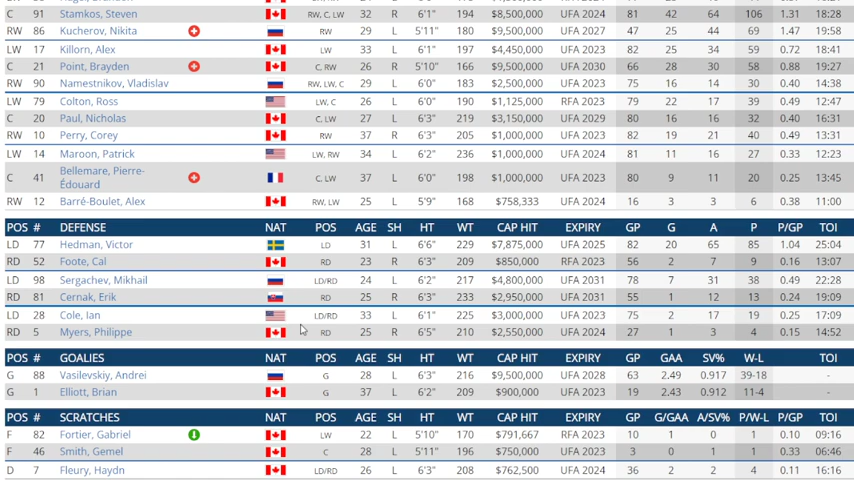 C 91 Stamkos, Steven RW, C, LW 32 R 6'1" 194 $8,500,000 UFA 2024 81 42 64 106 1.31 18:28
RW 86 Kucherov, Nikita RW 29 L 5'11" 180 $9,500,000 UFA 2027 47 25 44 69 1.47 19:58
LW 17 Killorn, Alex LW 33 L 6'1" 197 $4,450,000 UFA 2023 82 25 34 59 0.72 18:41
C 21 Point, Brayden C, RW 26 R 5'10" 166 $9,500,000 UFA 2030 66 28 30 58 0.88 19:27
RW 90 Namestnikov, Vladislav RW, LW, C 29 L 6'0" 183 $2,500,000 UFA 2023 75 16 14 30 0.40 14:38
LW 79 Colton, Ross LW, C 26 L 6'0" 190 $1,125,000 RFA 2023 79 22 17 39 0.49 12:47
C 20 Paul, Nicholas C, LW 27 L 6'3" 219 $3,150,000 UFA 2029 80 16 16 32 0.40 16:31
RW 10 Perry, Corey RW 37 R 6'3" 205 $1,000,000 UFA 2023 82 19 21 40 0.49 13:31
LW 14 Maroon, Patrick LW, RW 34 L 6'2" 236 $1,000,000 UFA 2024 81 11 16 27 0.33 12:23
C 41 Bellemare, Pierre-Édouard C, LW 37 L 6'0" 198 $1,000,000 UFA 2023 80 9 11 20 0.25 13:45
RW 12 Barré-Boulet, Alex RW, LW 25 L 5'9" 168 $758,333 UFA 2024 16 3 3 6 0.38 11:00
POS # DEFENSE NAT POS AGE SH HT WT CAP HIT EXPIRY GP G A P P/GP TOI
LD 77 Hedman, Victor LD 31 L 6'6" 229 $7,875,000 UFA 2025 82 20 65 85 1.04 25:04
RD 52 Foote, Cal RD 23 R 6'3" 209 $850,000 RFA 2023 56 2 7 9 0.16 13:07
LD 98 Sergachev, Mikhail LD/RD 24 L 6'2" 217 $4,800,000 UFA 2031 78 7 31 38 0.49 22:28
RD 81 Cernak, Erik RD 25 R 6'3" 233 $2,950,000 UFA 2031 55 1 12 13 0.24 19:09
LD 28 Cole, Ian LD/RD 33 L 6'1" 225 $3,000,000 UFA 2023 75 2 17 19 0.25 17:09
RD 5 Myers, Philippe RD 25 R 6'5" 210 $2,550,000 UFA 2024 27 1 3 4 0.15 14:52
POS # GOALIES NAT POS AGE SH HT WT CAP HIT EXPIRY GP GAA SV% W-L TOI
G 88 Vasilevskiy, Andrei G 28 L 6'3" 216 $9,500,000 UFA 2028 63 2.49 0.917 39-18 -
G 1 Elliott, Brian G 37 L 6'2" 209 $900,000 UFA 2023 19 2.43 0.912 11-4 -
POS # SCRATCHES NAT POS AGE SH HT WT CAP HIT EXPIRY GP G/GAA A/SV% P/W-L P/GP TOI
F 82 Fortier, Gabriel LW 22 L 5'10" 170 $791,667 RFA 2023 10 1 0 1 0.10 09:16
F 46 Smith, Gemel C 28 L 5'11" 196 $750,000 UFA 2023 3 0 1 1 0.33 06:46
D 7 Fleury, Haydn LD/RD 26 L 6'3" 208 $762,500 UFA 2024 36 2 2 4 0.11 16:16